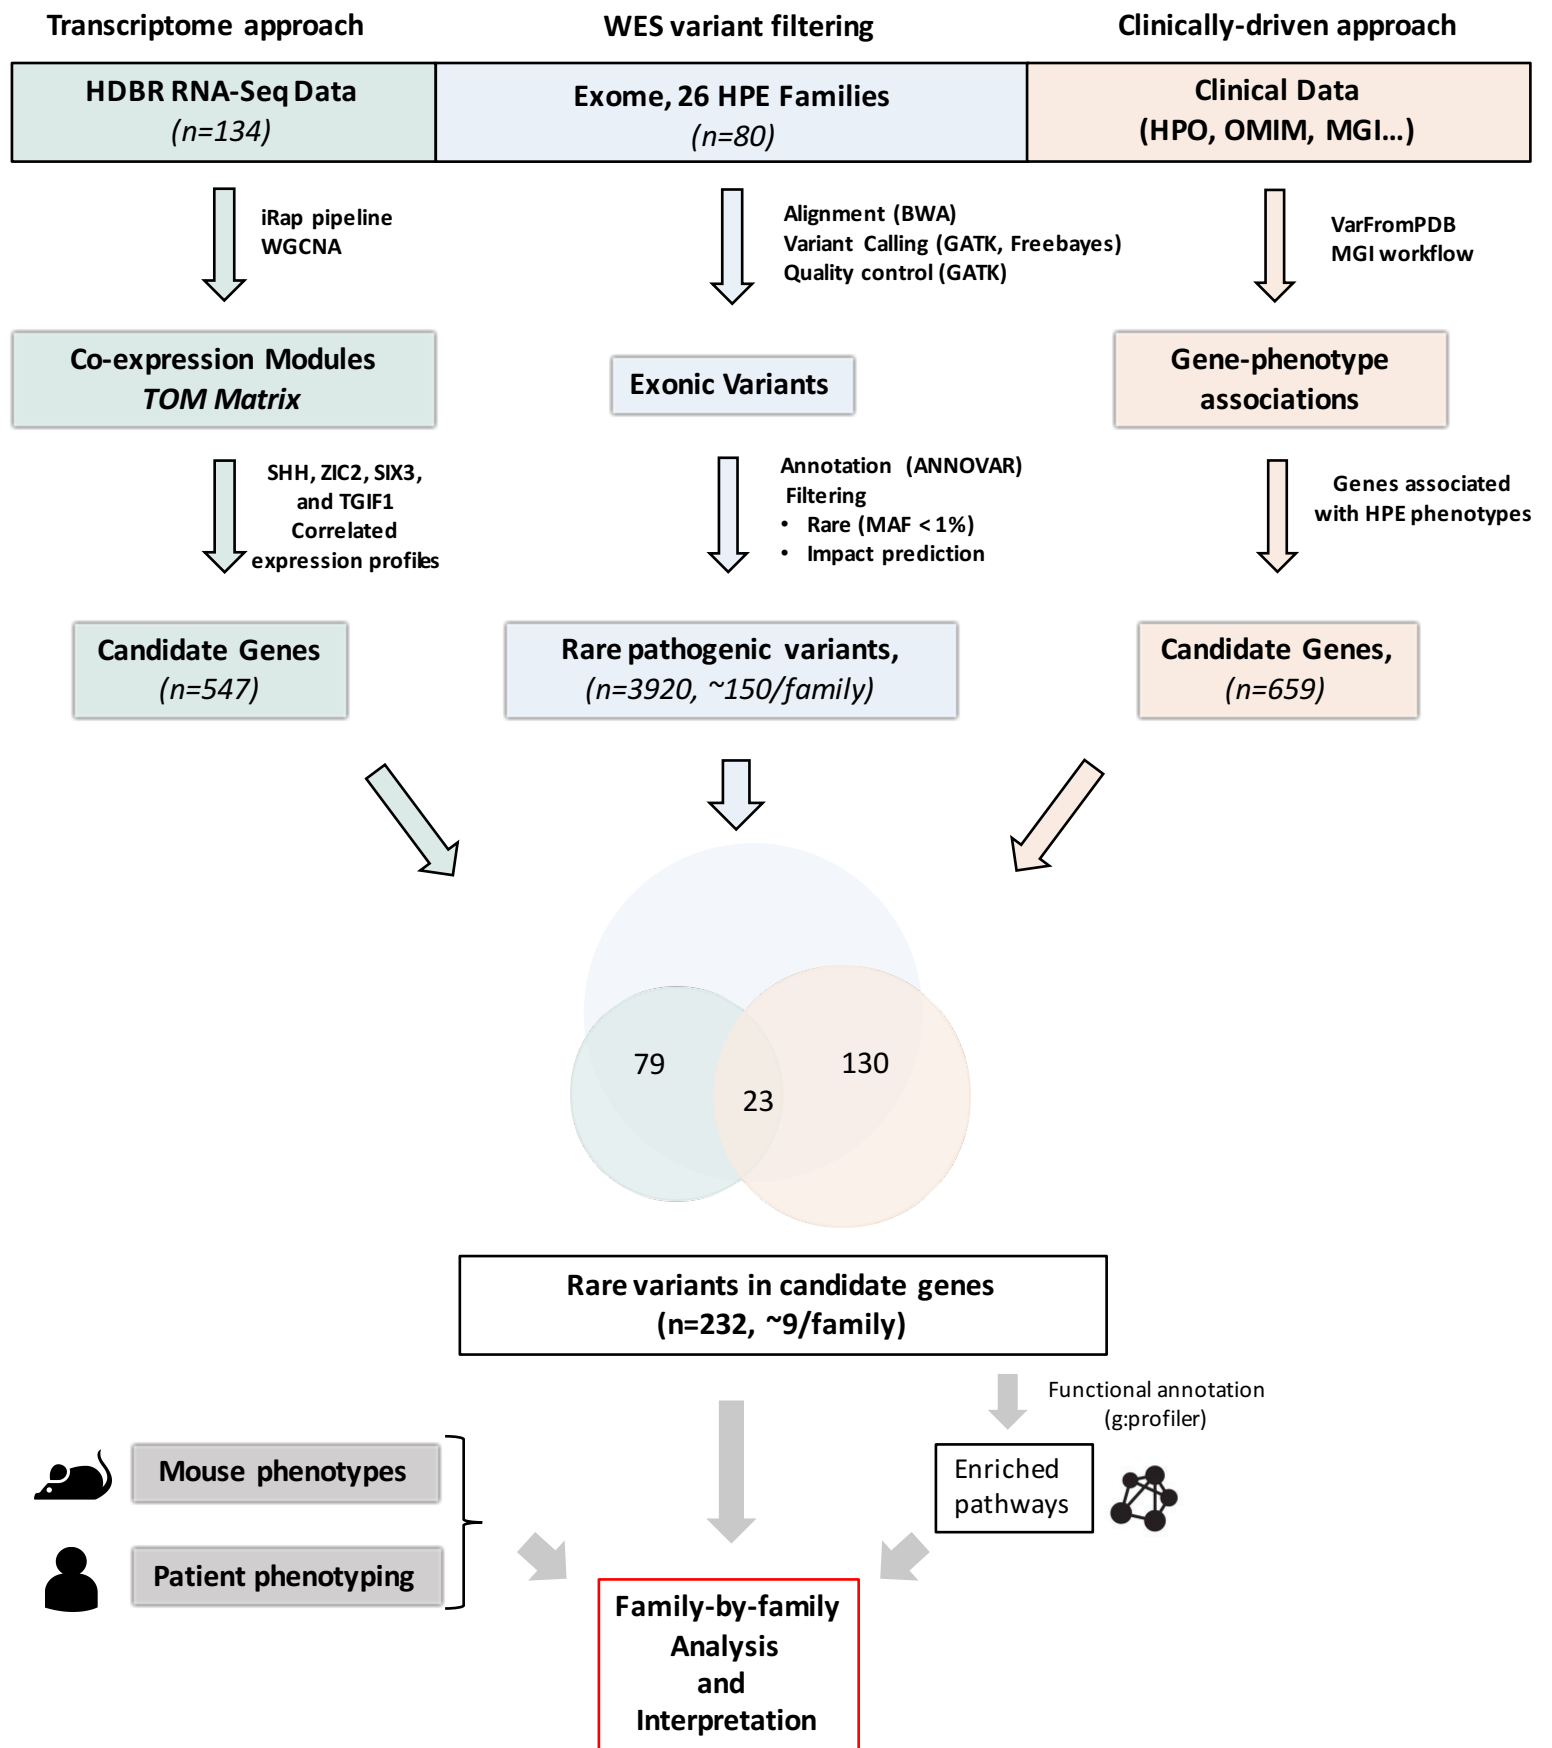 Transcriptome approach
WES variant filtering
Clinically-driven approach
HDBR RNA-Seq Data
(n=134)
Exome, 26 HPE Families
(n=80)
Clinical Data
(HPO, OMIM, MGI...)
iRap pipeline
WGCNA
Alignment (BWA)
Variant Calling (GATK, Freebayes)
Quality control (GATK)
VarFromPDB
MGI workflow
Co-expression Modules
TOM Matrix
Exonic Variants
Gene-phenotype
associations
SHH, ZIC2, SIX3,
and TGIF1
Correlated
expression profiles
Annotation (ANNOVAR)
Filtering
• Rare (MAF < 1%)
• Impact prediction
Genes associated
with HPE phenotypes
Candidate Genes
(n=547)
Rare pathogenic variants,
(n=3920, ~150/family)
Candidate Genes,
(n=659)
79
130
23
Rare variants in candidate genes
(n=232, ~9/family)
Functional annotation
(g:profiler)
Mouse phenotypes
Enriched
pathways
Patient phenotyping
Family-by-family
Analysis
and
Interpretation